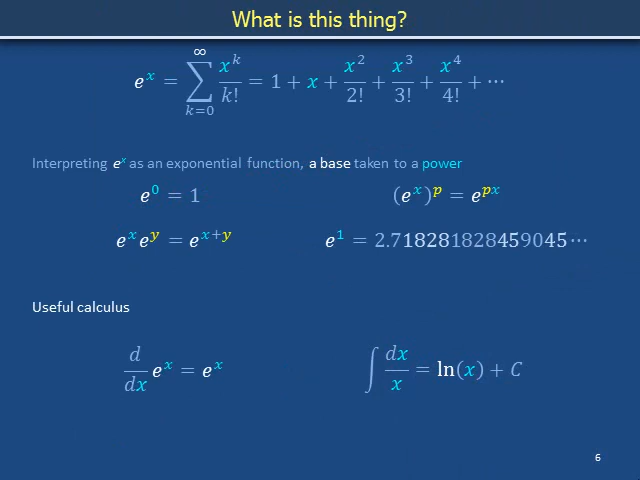 What is this thing?
e^x = ∑_{k=0}^{∞} x^k/k! = 1 + x + x^2/2! + x^3/3! + x^4/4! + ⋯
Interpreting e^x as an exponential function, a base taken to a power
e^0 = 1
(e^x)^p = e^{px}
e^x e^y = e^{x+y}
e^1 = 2.718281828459045⋯
Useful calculus
d/dx e^x = e^x
∫ dx/x = ln(x) + C
6